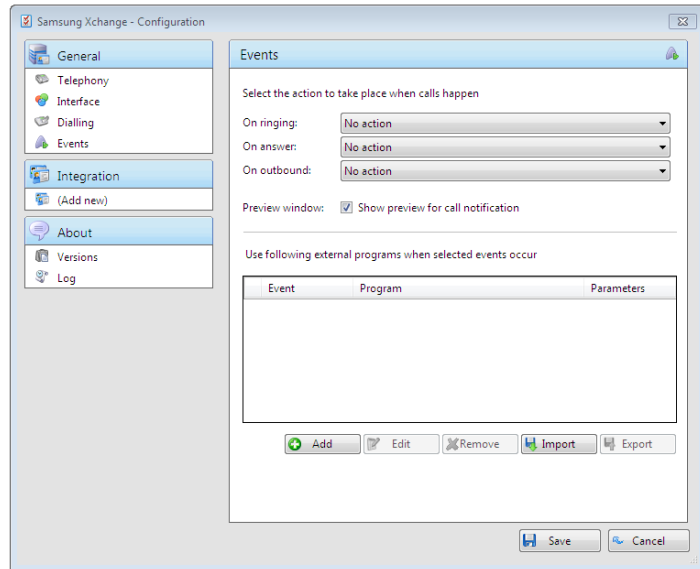 Samsung Xchange - Configuration
General
Telephony
Interface
Dialling
Events
Integration
(Add new)
About
Versions
Log
Events
Select the action to take place when calls happen
On ringing: No action
On answer: No action
On outbound: No action
Preview window: Show preview for call notification
Use following external programs when selected events occur
Event Program Parameters
Add Edit Remove Import Export
Save Cancel